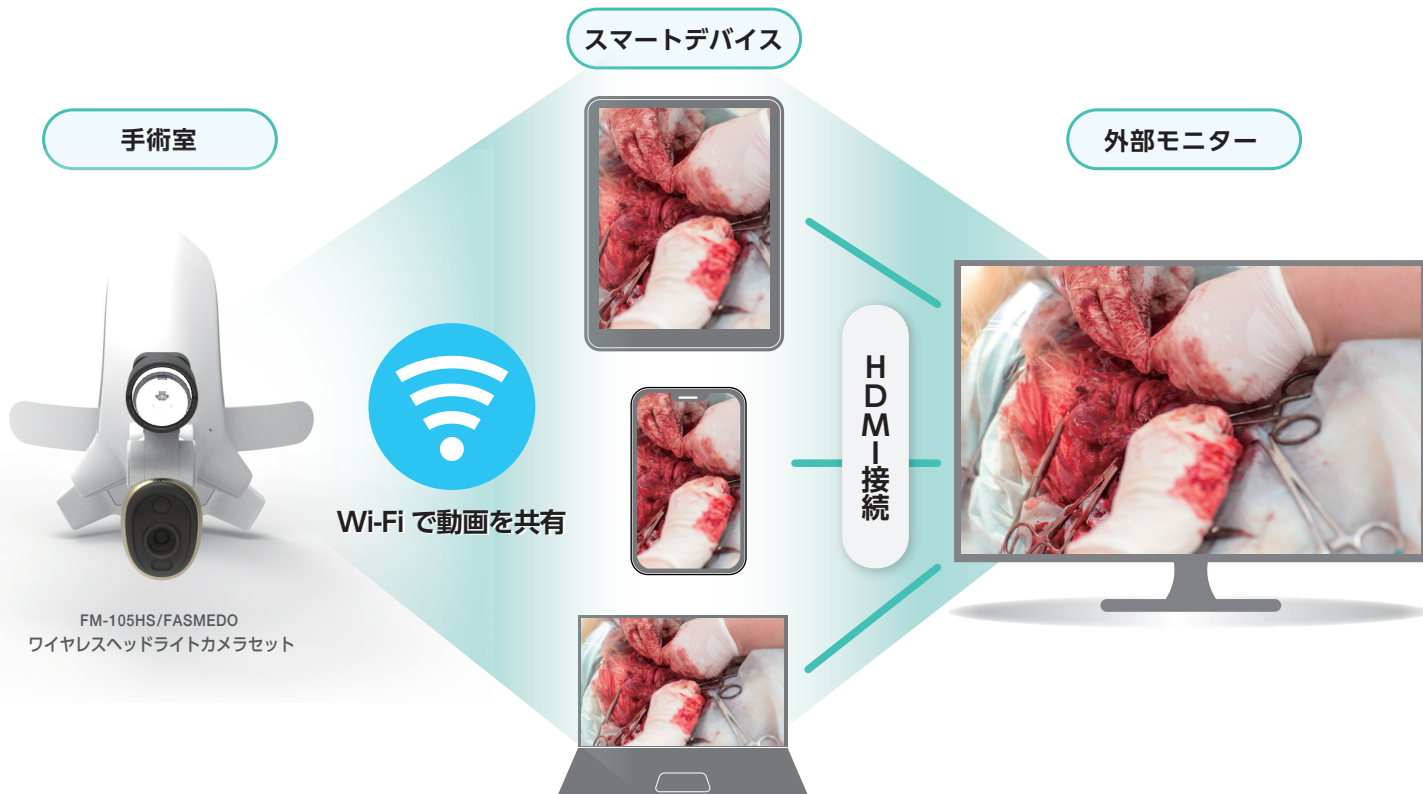 スマートデバイス
手術室
外部モニター
HDMI接続
Wi-Fi で動画を共有
FM-105HS/FASMEDO
ワイヤレスヘッドライトカメラセット